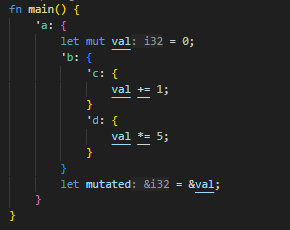 fn main() {
'a: {
let mut val: i32 = 0;
'b: {
'c: {
val += 1;
}
'd: {
val *= 5;
}
}
let mutated: &i32 = &val;
}
}